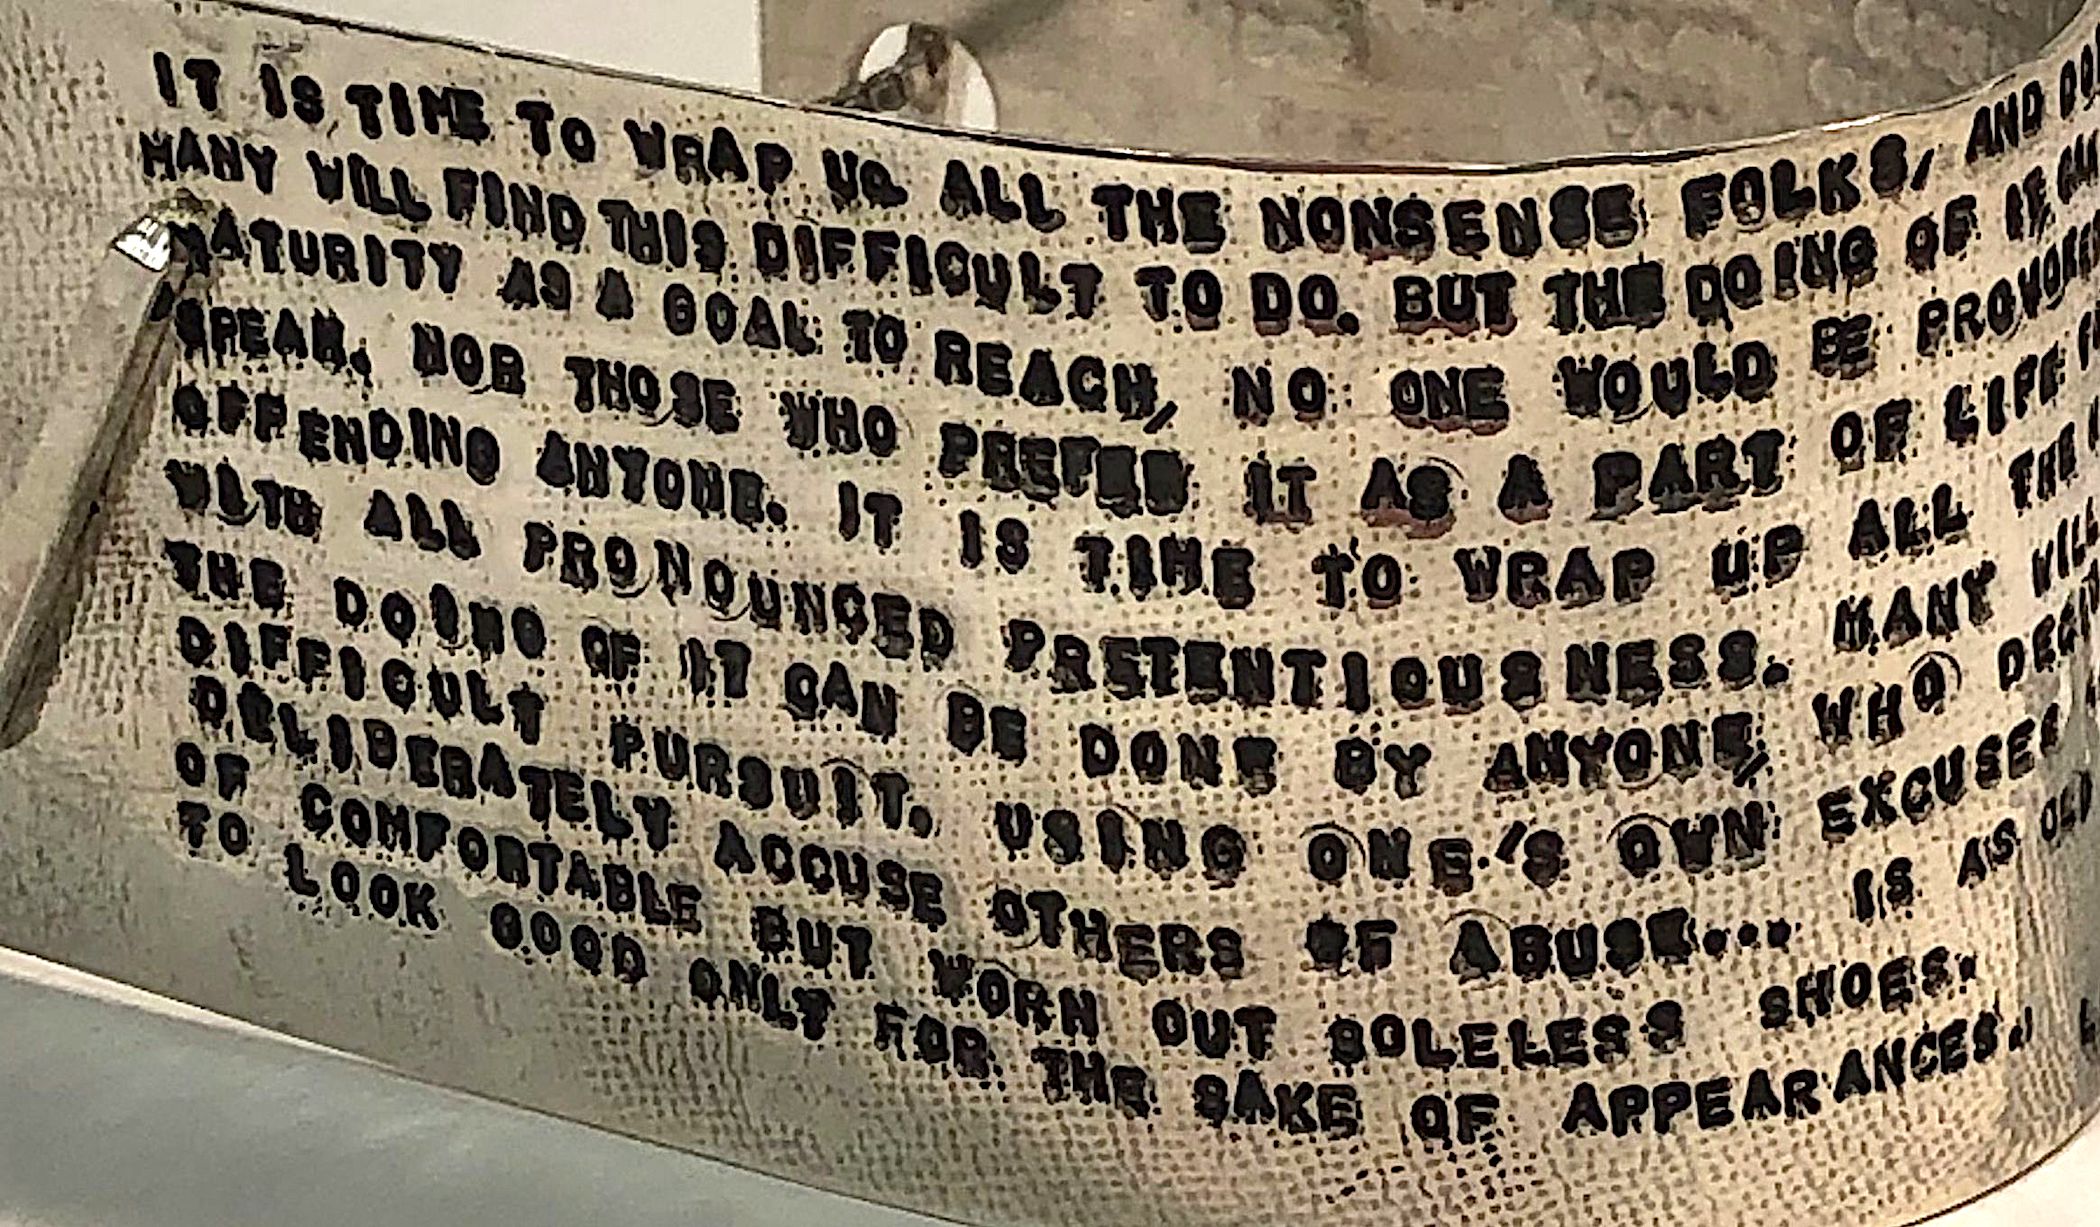 IT IS TIME TO WRAP UP ALL THE NONSENSE FOLKS, AND
MANY WILL FIND THIS DIFFICULT TO DO. BUT THE DOING OF IT
MATURITY AS A GOAL TO REACH, NO ONE WOULD BE
SPEAK. NOR THOSE WHO PREFER IT AS A PART OF LIFE
OFFENDING ANYONE. IT IS TIME TO WRAP UP ALL THE
WITH ALL PRONOUNCED PRETENTIOUSNESS. MANY
THE DOING OF IT CAN BE DONE BY ANYONE, WHO
DIFFICULT PURSUIT. USING ONE'S OWN EXCUSES
DELIBERATELY ACCUSE OTHERS OF ABUSE... IS AS
OF COMFORTABLE BUT WORN OUT SOLELESS SHOES.
TO LOOK GOOD ONLY FOR THE SAKE OF APPEARANCES.